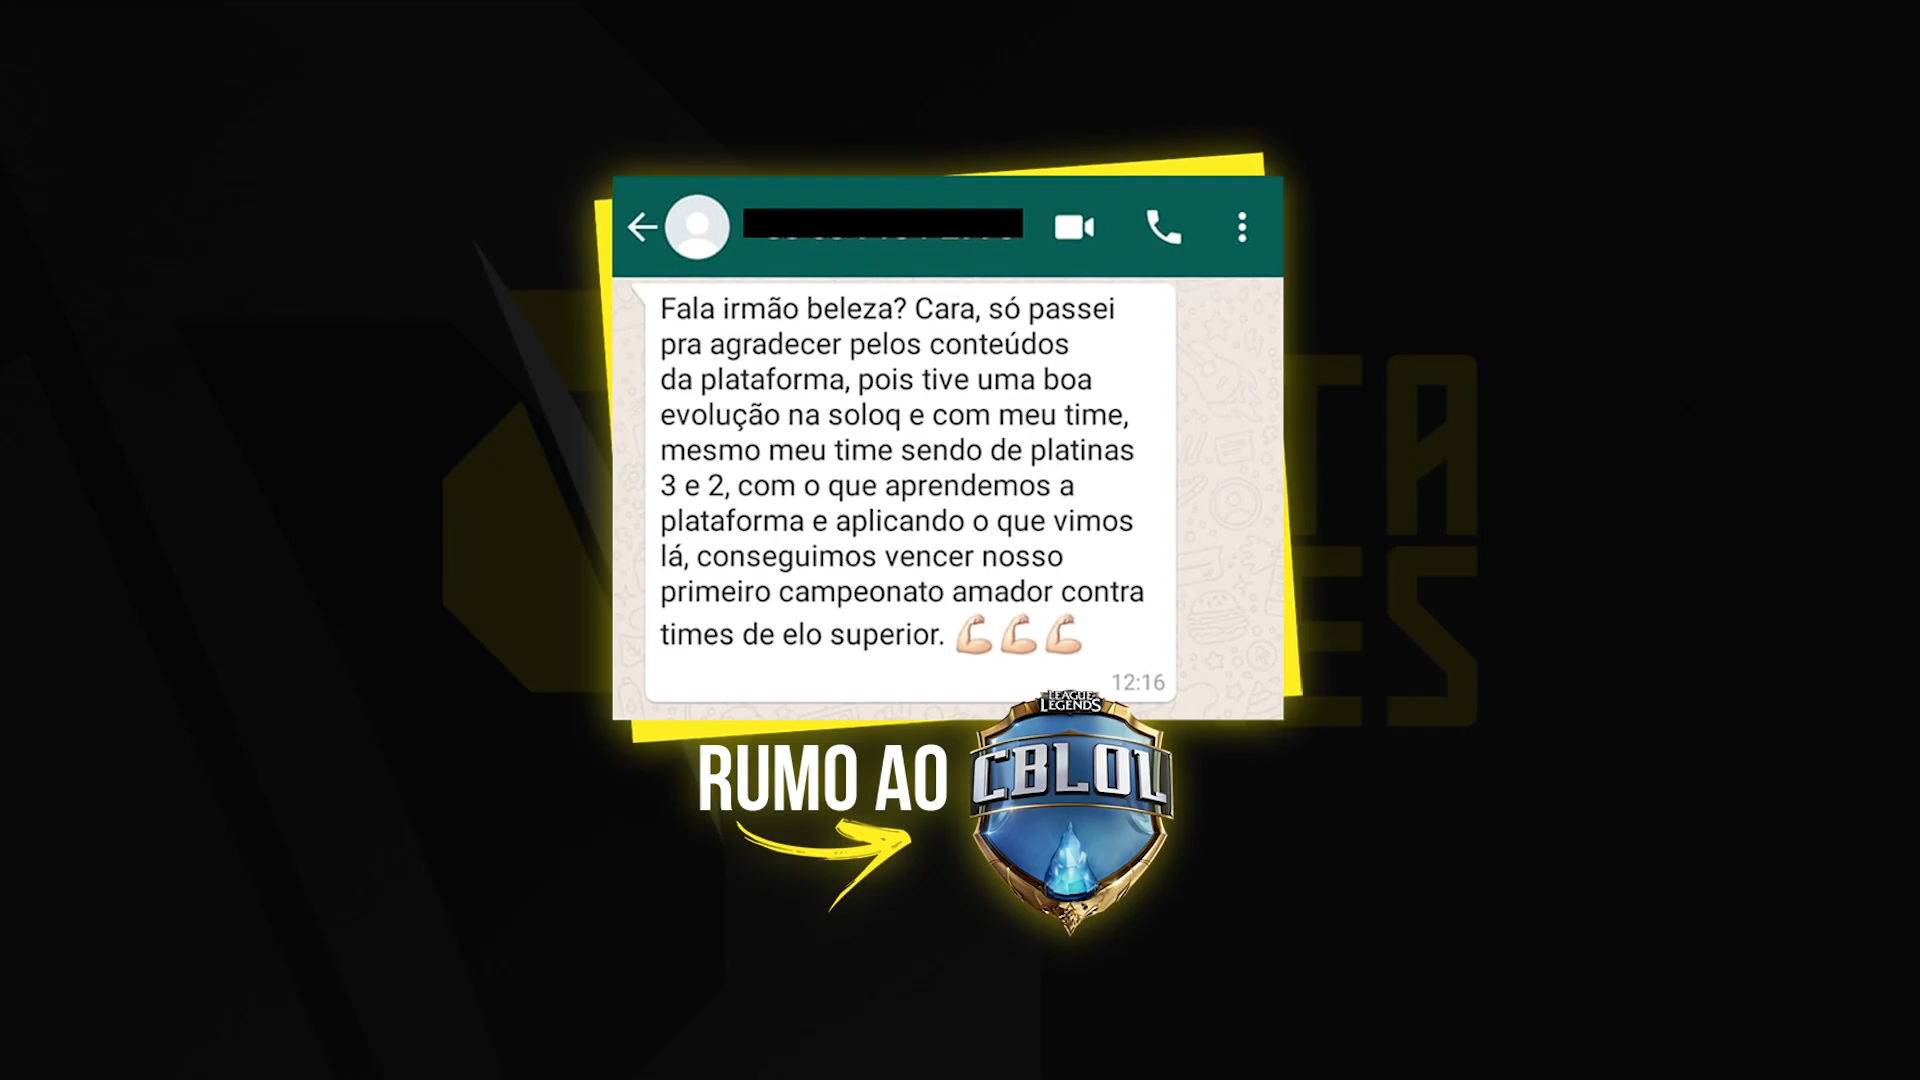 Fala irmão beleza? Cara, só passei
pra agradecer pelos conteúdos
da plataforma, pois tive uma boa
evolução na soloq e com meu time,
mesmo meu time sendo de platinas
3 e 2, com o que aprendemos a
plataforma e aplicando o que vimos
lá, conseguimos vencer nosso
primeiro campeonato amador contra
times de elo superior. 💪🏻💪🏻💪🏻
12:16
LEAGUE
LEGENDS
RUMO AO
CBLOL